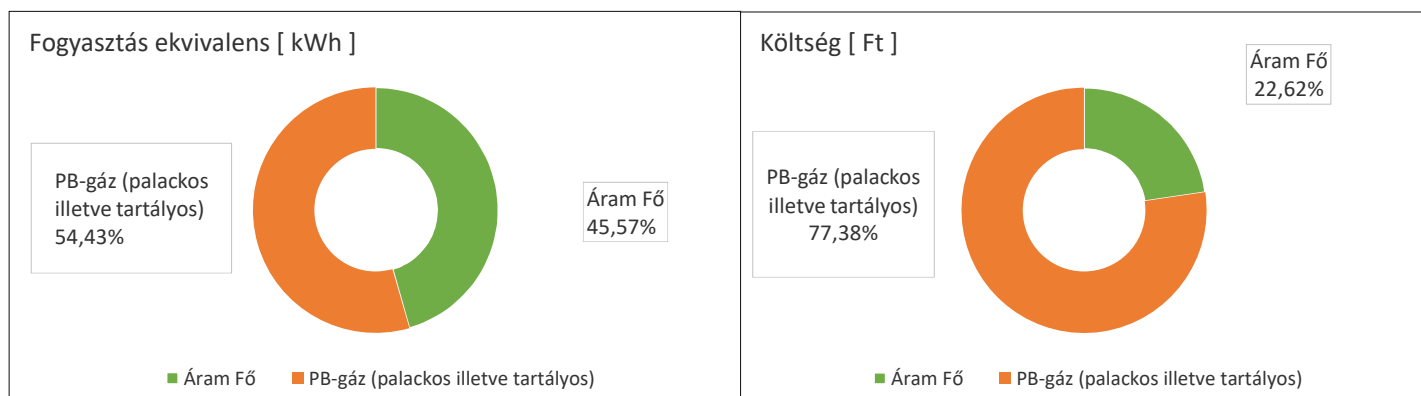 Fogyasztás ekvivalens [ kWh ]
PB-gáz (palackos
illetve tartályos)
54,43%
Áram Fő
45,57%
Áram Fő
PB-gáz (palackos illetve tartályos)
Költség [ Ft ]
Áram Fő
22,62%
PB-gáz (palackos
illetve tartályos)
77,38%
Áram Fő
PB-gáz (palackos illetve tartályos)